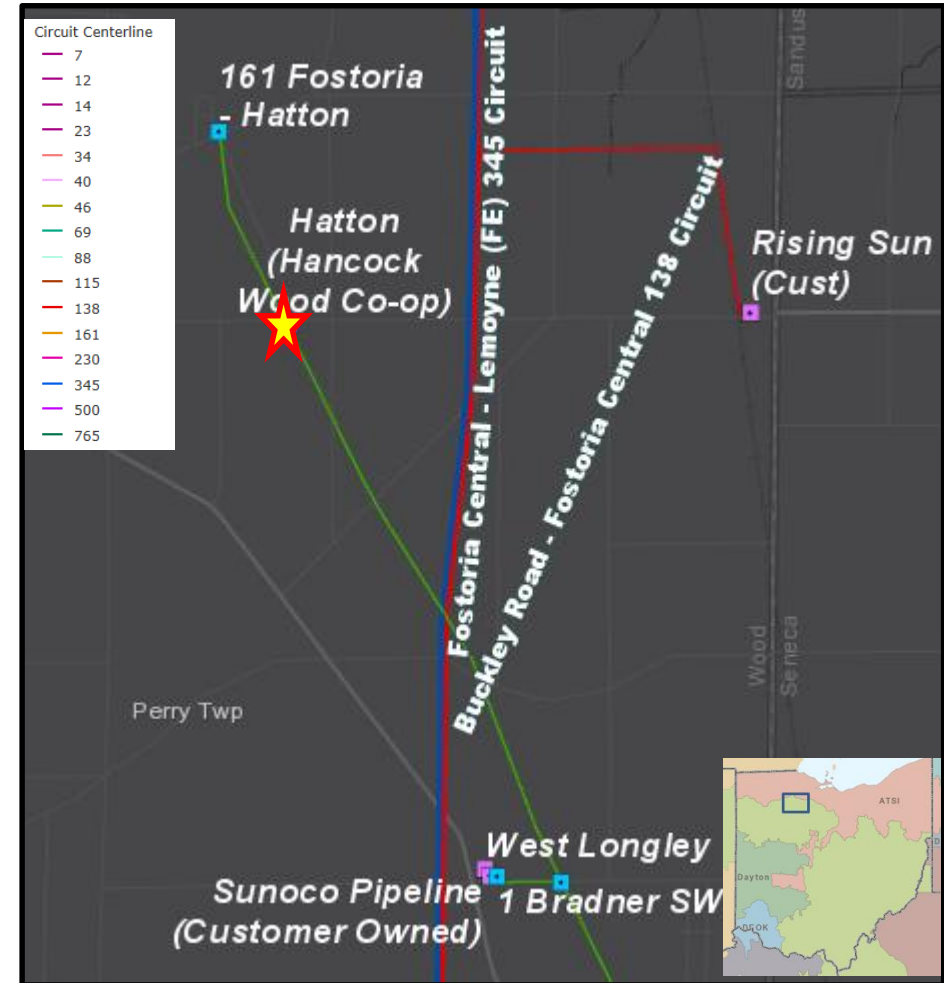 Circuit Centerline
7
12
14
23
34
40
46
69
88
115
138
161
230
345
500
765
161 Fostoria
- Hatton
Hatton
(Hancock
Wood Co-op)
Fostoria Central - Lemoyne (FE) 345 Circuit
Buckley Road - Fostoria Central 138 Circuit
Rising Sun
(Cust)
Sandus
Wood
Seneca
Perry Twp
West Longley
Sunoco Pipeline
(Customer Owned)
1 Bradner SW
ATSI
Dayton
DEOK
D